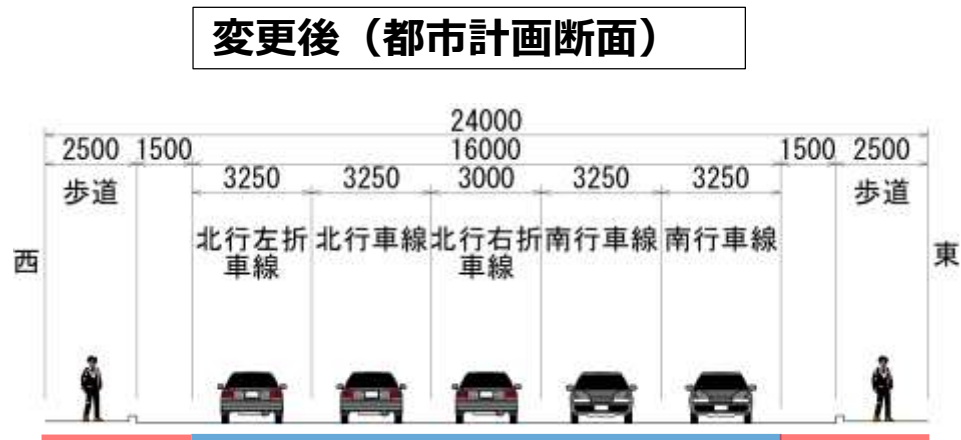 変更後（都市計画断面）
24000
2500 1500 16000 1500 2500
3250 3250 3000 3250 3250
歩道 歩道
北行左折車線 北行車線 北行右折車線 南行車線 南行車線
西 東